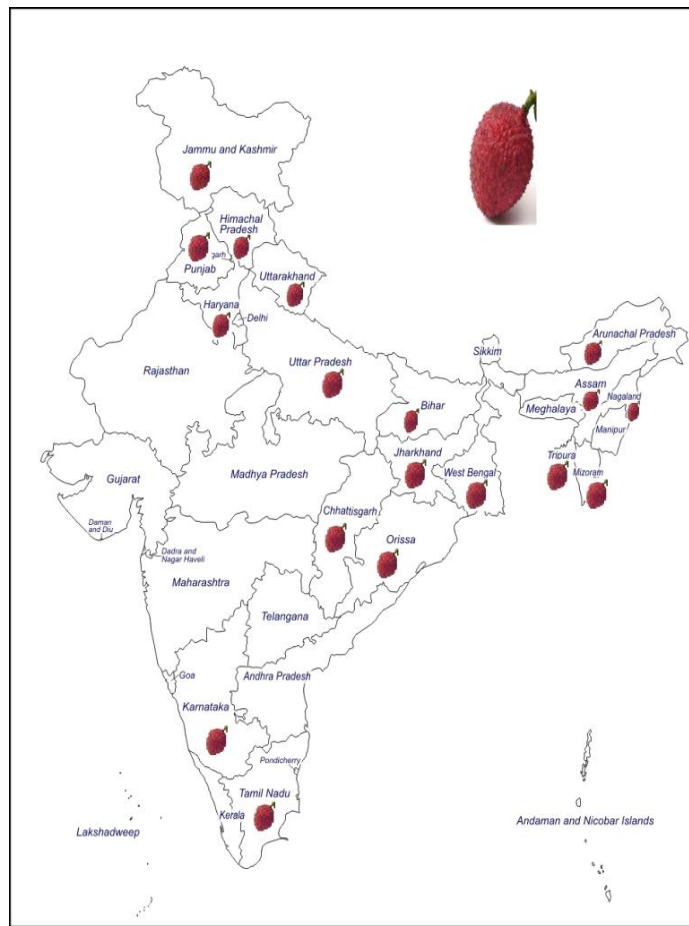 Jammu and Kashmir
Himachal
Pradesh
garh
Punjab
Uttarakhand
Haryana
Delhi
Arunachal Pradesh
Sikkim
Uttar Pradesh
Rajasthan
Assam
Nagaland
Meghalaya
Bihar
Manipur
Jharkhand
Tripura
West Bengal
Mizoram
Madhya Pradesh
Gujarat
Chhattisgarh
Daman
and Diu
Orissa
Dadra and
Nagar Haveli
Maharashtra
Telangana
Goa
Andhra Pradesh
Karnataka
Pondicherry
Tamil Nadu
Kerala
Lakshadweep
Andaman and Nicobar Islands